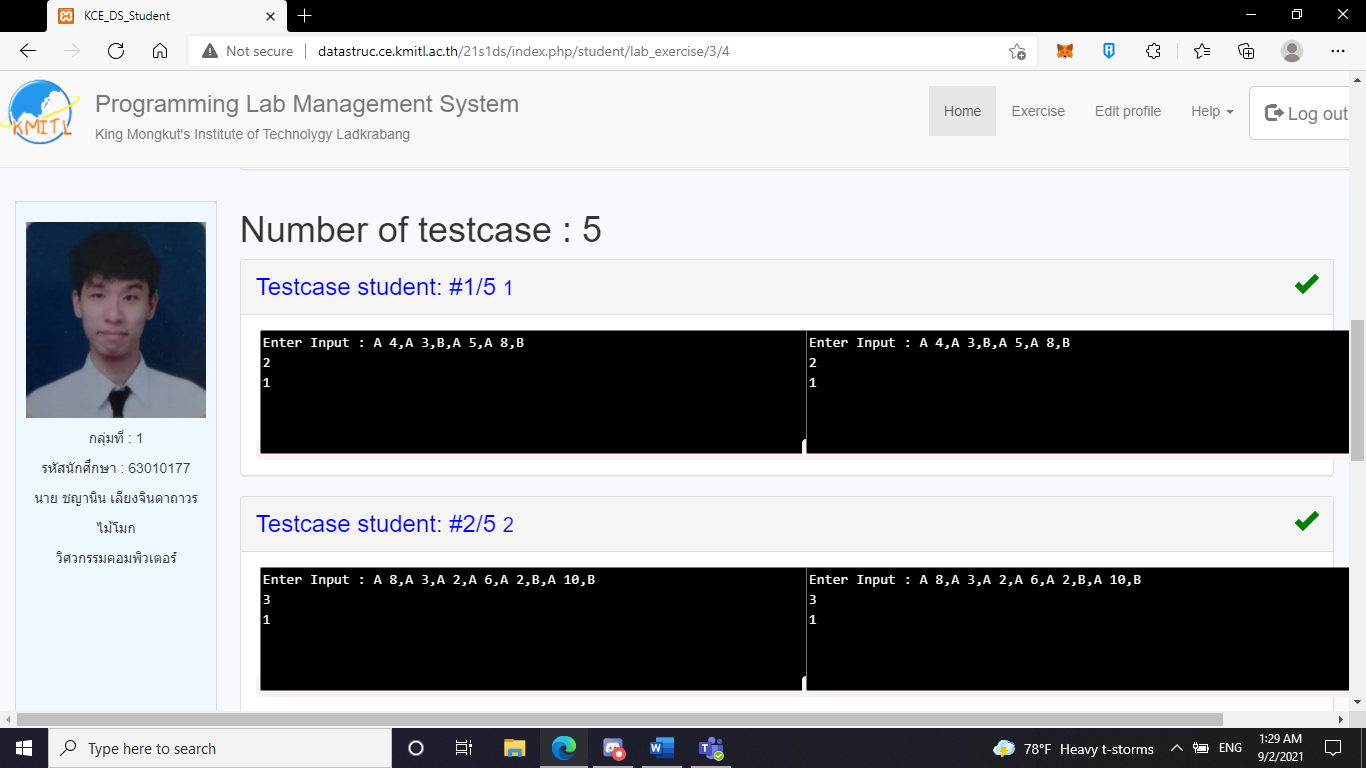 KCE_DS_Student
Not secure
datastruc.ce.kmitl.ac.th/21s1ds/index.php/student/lab_exercise/3/4
KMITL
Programming Lab Management System
King Mongkut's Institute of Technolygy Ladkrabang
Home
Exercise
Edit profile
Help
Log out
กลุ่มที่ : 1
รหัสนักศึกษา : 63010177
นาย ชญานิน เลียงจินดาถาวร
ไม้โมก
วิศวกรรมคอมพิวเตอร์
Number of testcase : 5
Testcase student: #1/5 1
Enter Input : A 4,A 3,B,A 5,A 8,B
2
1
Enter Input : A 4,A 3,B,A 5,A 8,B
2
1
Testcase student: #2/5 2
Enter Input : A 8,A 3,A 2,A 6,A 2,B,A 10,B
3
1
Enter Input : A 8,A 3,A 2,A 6,A 2,B,A 10,B
3
1
Type here to search
78°F Heavy t-storms
ENG
1:29 AM
9/2/2021